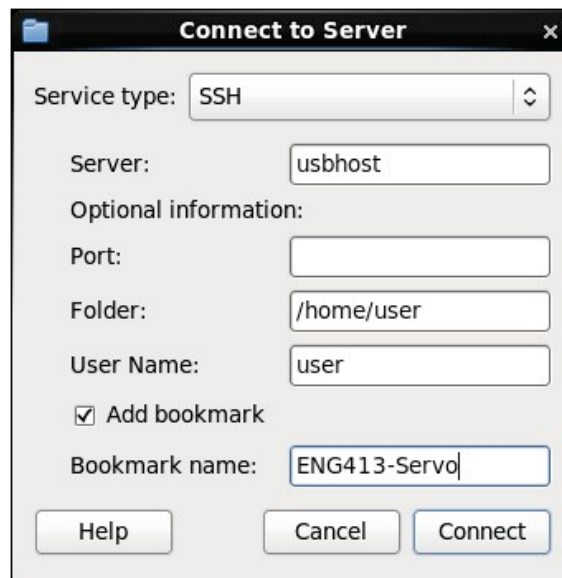 Connect to Server
Service type: SSH
Server: usbhost
Optional information:
Port:
Folder: /home/user
User Name: user
Add bookmark
Bookmark name: ENG413-Servo
Help Cancel Connect